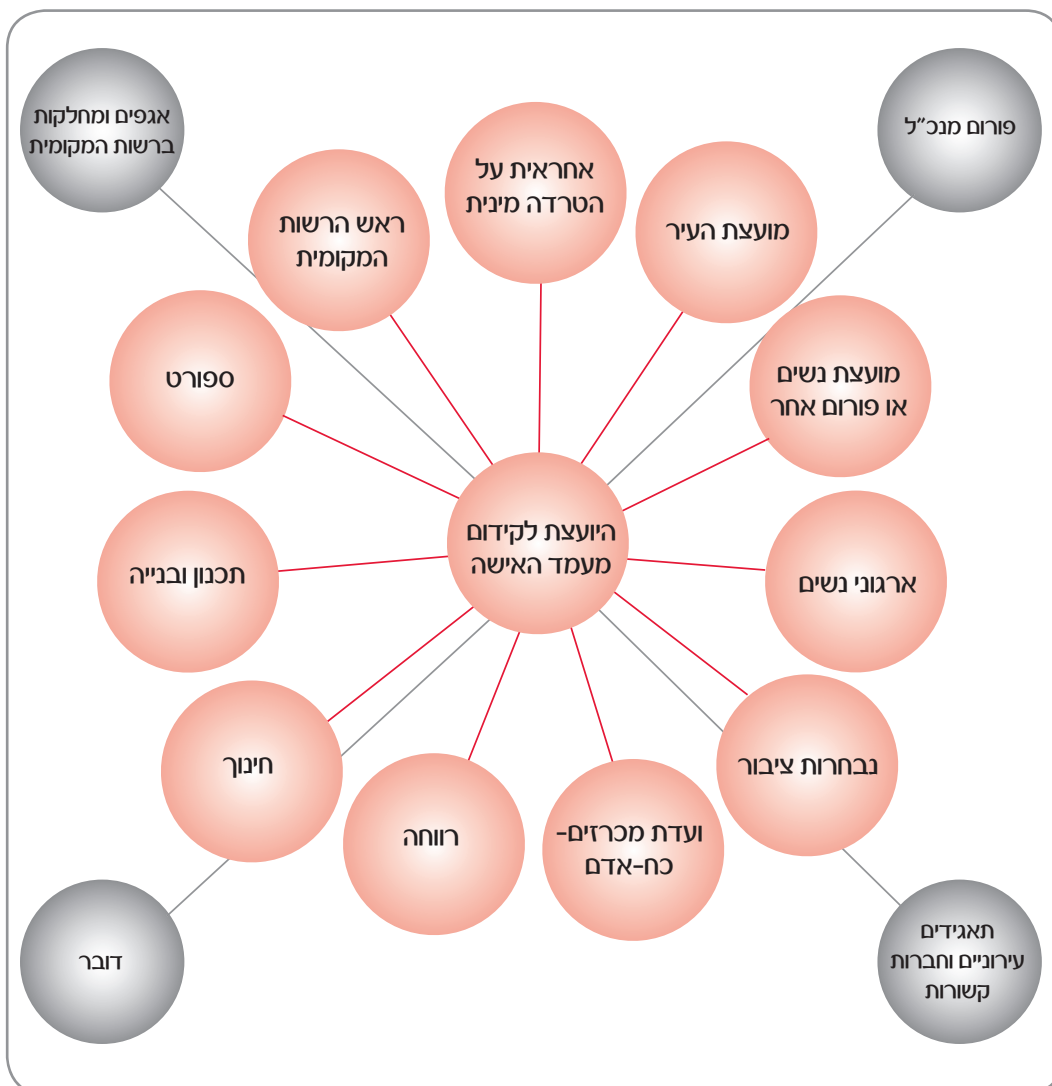 פורום מנכ"ל
אגפים ומחלקות
ברשות המקומית
אחראית על
הטרדה מינית
מועצת העיר
ראש הרשות
המקומית
מועצת נשים
או פורום אחר
ספורט
היועצת לקידום
מעמד האישה
ארגוני נשים
תכנון ובנייה
נבחרות ציבור
חינוך
ועדת מכרזים-
כח-אדם
רווחה
תאגידים
עירוניים וחברות
קשורות
דובר